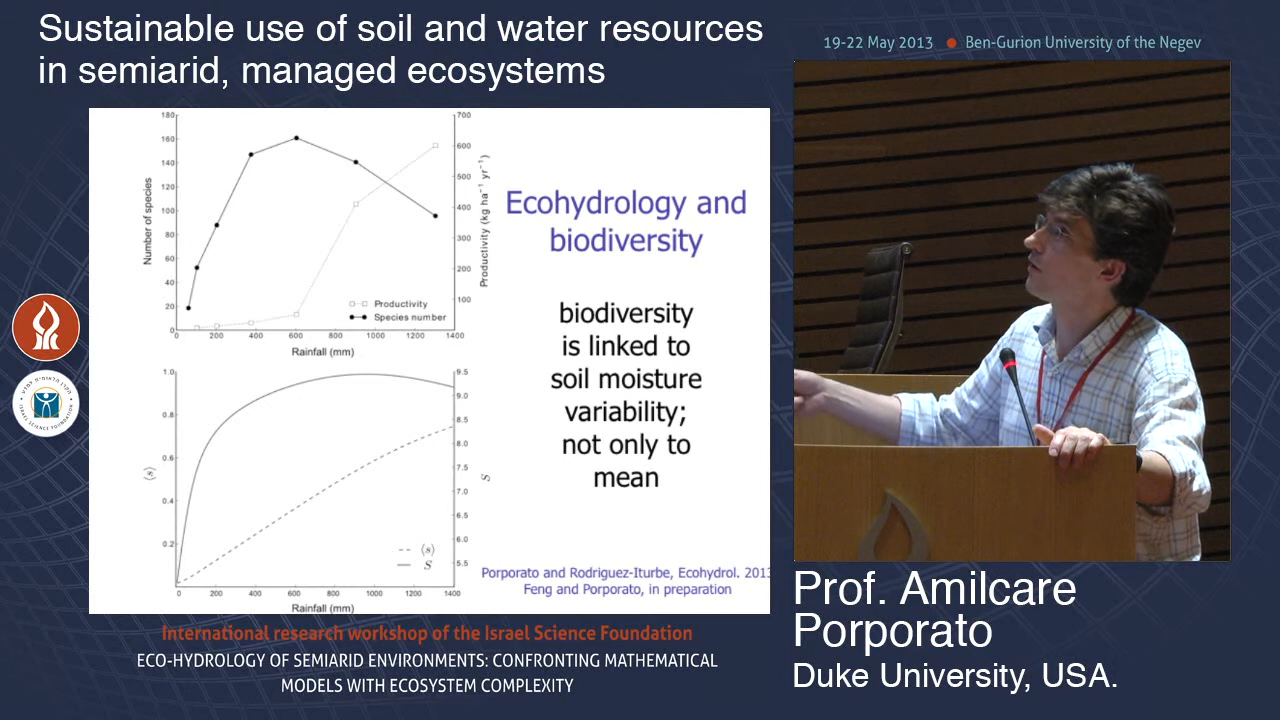 Sustainable use of soil and water resources
in semiarid, managed ecosystems
19-22 May 2013 ● Ben-Gurion University of the Negev
180
160
140
120
100
80
60
40
20
0
Number of species
700
600
500
400
300
200
100
Productivity (kg ha⁻¹ yr⁻¹)
Productivity
Species number
0 200 400 600 800 1000 1200 1400
Rainfall (mm)
1.0
0.8
0.6
0.4
0.2
⟨s⟩
9.5
9.0
8.5
8.0
7.5
7.0
6.5
6.0
5.5
S
⟨s⟩
S
0 200 400 600 800 1000 1200 1400
Rainfall (mm)
Ecohydrology and
biodiversity
biodiversity
is linked to
soil moisture
variability;
not only to
mean
Porporato and Rodriguez-Iturbe, Ecohydrol. 2013
Feng and Porporato, in preparation
ISRAEL SCIENCE FOUNDATION
International research workshop of the Israel Science Foundation
ECO-HYDROLOGY OF SEMIARID ENVIRONMENTS: CONFRONTING MATHEMATICAL
MODELS WITH ECOSYSTEM COMPLEXITY
Prof. Amilcare
Porporato
Duke University, USA.